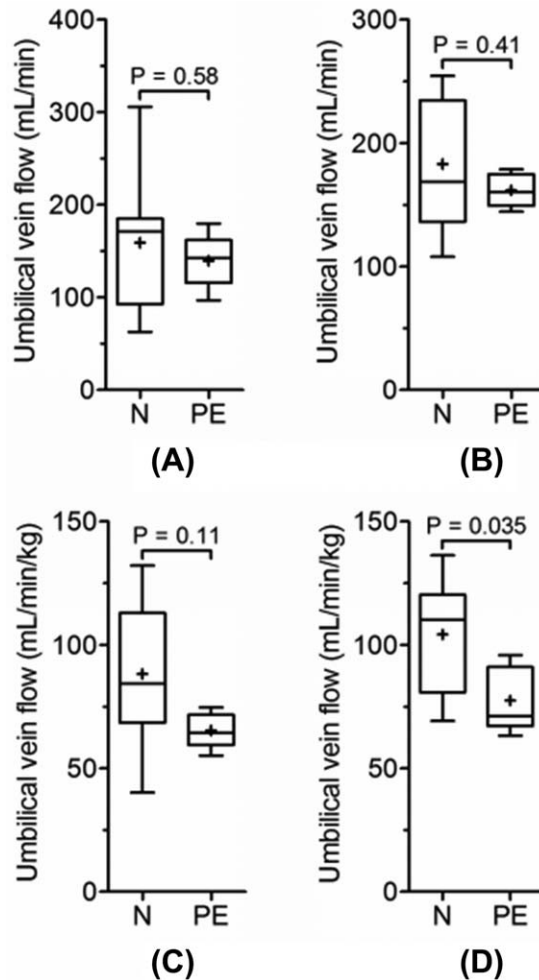 Umbilical vein flow (mL/min)
400
300
200
100
0
P = 0.58
N PE
(A)
Umbilical vein flow (mL/min)
300
200
100
0
P = 0.41
N PE
(B)
Umbilical vein flow (mL/min/kg)
150
100
50
0
P = 0.11
N PE
(C)
Umbilical vein flow (mL/min/kg)
150
100
50
0
P = 0.035
N PE
(D)